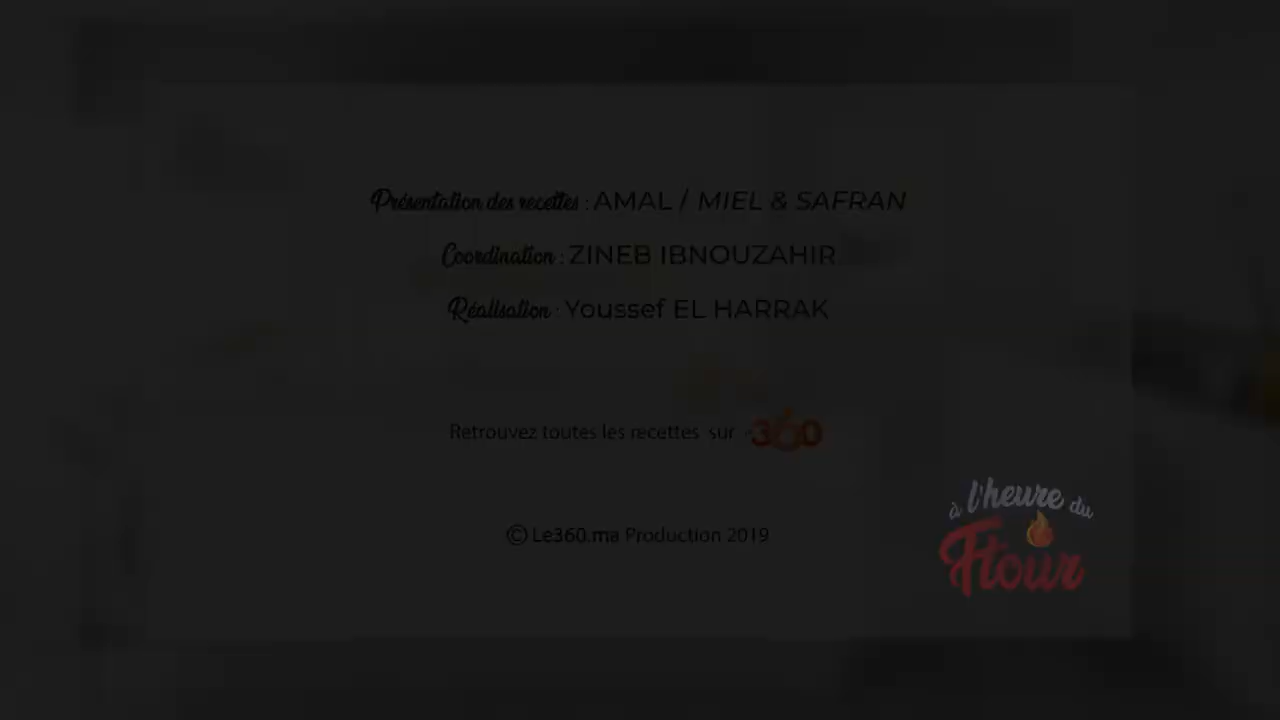 Présentation des recettes : AMAL / MIEL & SAFRAN
Coordination : ZINEB IBNOUZAHIR
Réalisation : Youssef EL HARRAK
Retrouvez toutes les recettes sur le 360
© Le360.ma Production 2019
à l'heure du
Ftour